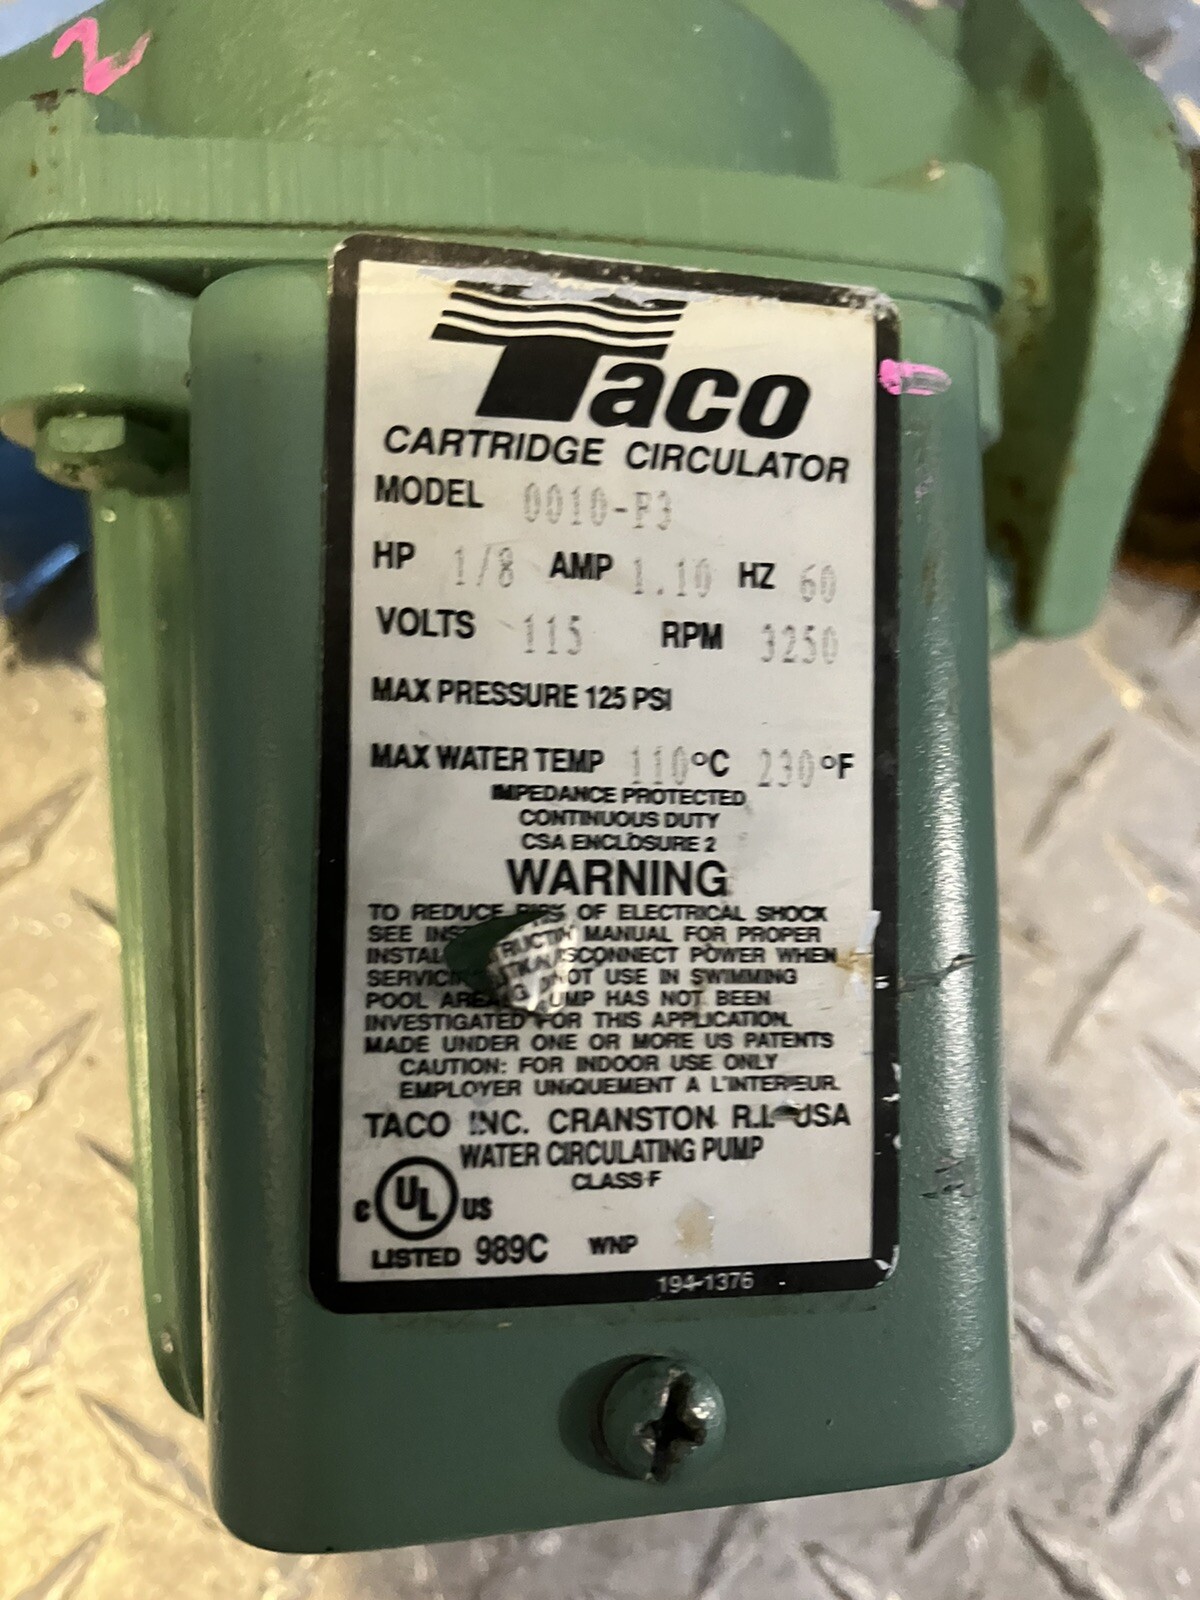 2
Taco
CARTRIDGE CIRCULATOR
MODEL 0010-F3
HP 1/8 AMP 1.10 HZ 60
VOLTS 115 RPM 3250
MAX PRESSURE 125 PSI
MAX WATER TEMP 110°C 230°F
IMPEDANCE PROTECTED
CONTINUOUS DUTY
CSA ENCLOSURE 2
WARNING
TO REDUCE RISK OF ELECTRICAL SHOCK
SEE MANUAL FOR PROPER
POWER WHEN
USE IN SWIMMING
POOL HAS NOT BEEN
INVESTIGATED FOR THIS APPLICATION.
MADE UNDER ONE OR MORE US PATENTS
CAUTION: FOR INDOOR USE ONLY
EMPLOYER UNIQUEMENT A L'INTERIEUR.
TACO INC. CRANSTON R.I. USA
WATER CIRCULATING PUMP
CLASS F
c UL US
LISTED 989C WNP
194-1376